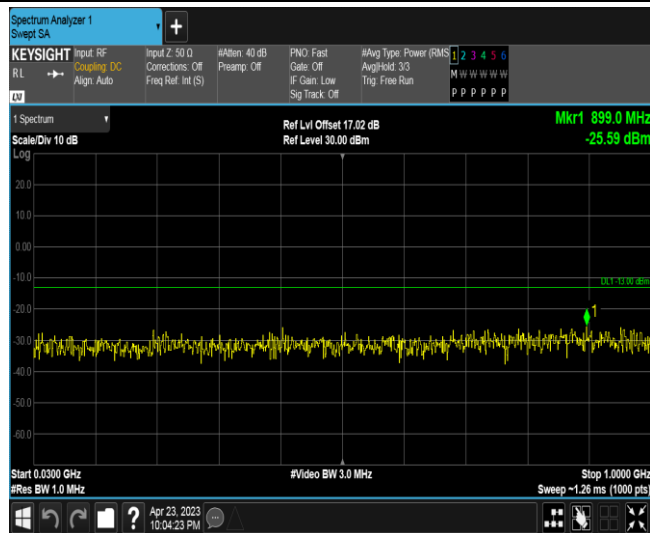 Spectrum Analyzer 1
Swept SA
+
KEYSIGHT
RL
LXI
Input: RF
Coupling: DC
Align: Auto
Input Z: 50 Ω
Corrections: Off
Freq Ref: Int (S)
#Atten: 40 dB
Preamp: Off
PNO: Fast
Gate: Off
IF Gain: Low
Sig Track: Off
#Avg Type: Power (RMS
Avg|Hold: 3/3
Trig: Free Run
1 2 3 4 5 6
M W W W W W
P P P P P P
1 Spectrum
Scale/Div 10 dB
Log
Ref Lvl Offset 17.02 dB
Ref Level 30.00 dBm
Mkr1 899.0 MHz
-25.59 dBm
20.0
10.0
0.00
-10.0
DL1 -13.00 dBm
-20.0
1
-30.0
-40.0
-50.0
-60.0
Start 0.0300 GHz
#Res BW 1.0 MHz
#Video BW 3.0 MHz
Stop 1.0000 GHz
Sweep ~1.26 ms (1000 pts)
?
Apr 23, 2023
10:04:23 PM